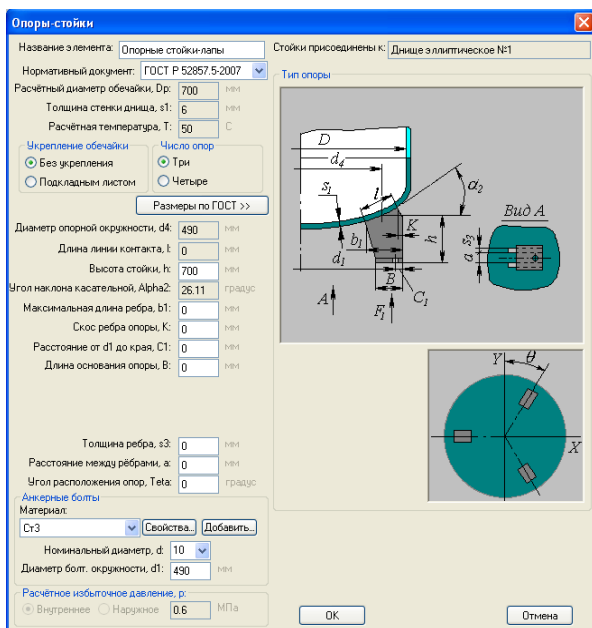 Опоры-стойки
Название элемента: Опорные стойки-лапы
Стойки присоединены к: Днище эллиптическое №1
Нормативный документ: ГОСТ Р 52857.5-2007
Расчётный диаметр обечайки, Dp: 700 мм
Толщина стенки днища, s1: 6 мм
Расчётная температура, T: 50 C
Укрепление обечайки
Без укрепления
Подкладным листом
Число опор
Три
Четыре
Размеры по ГОСТ >>
Диаметр опорной окружности, d4: 490 мм
Длина линии контакта, l: 0 мм
Высота стойки, h: 700 мм
Угол наклона касательной, Alpha2: 26.11 градус
Максимальная длина ребра, b1: 0 мм
Скос ребра опоры, K: 0 мм
Расстояние от d1 до края, C1: 0 мм
Длина основания опоры, B: 0 мм
Толщина ребра, s3: 0 мм
Расстояние между рёбрами, a: 0 мм
Угол расположения опор, Teta: 0 градус
Анкерные болты
Материал:
Ст3 Свойства... Добавить...
Номинальный диаметр, d: 10 мм
Диаметр болт. окружности, d1: 490 мм
Расчётное избыточное давление, p:
Внутреннее Наружное 0.6 МПа
Тип опоры
D
d4
s1
l
α2
K
h
b1
d1
B
C1
A
F1
Вид А
s3
a
Y
θ
X
OK
Отмена